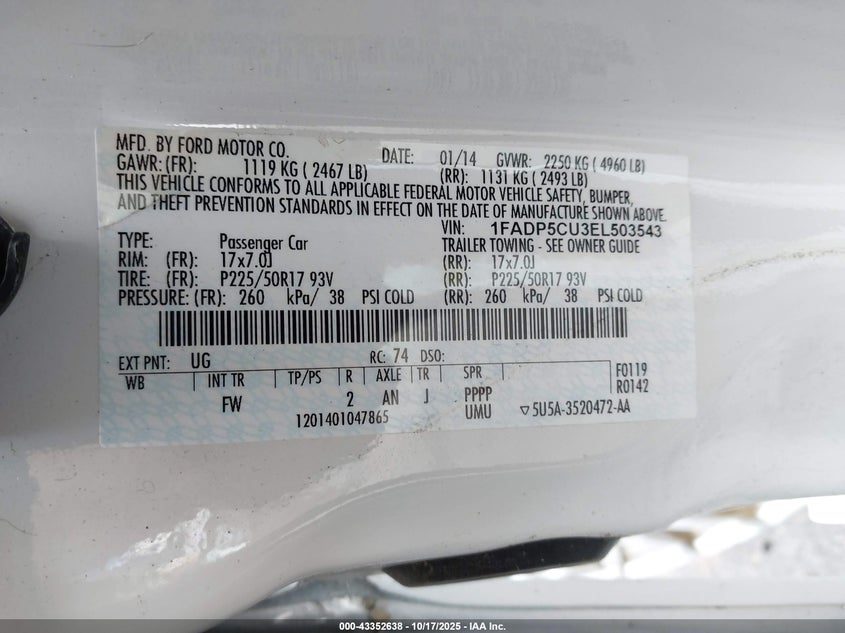 MFD. BY FORD MOTOR CO. DATE: 01/14 GVWR: 2250 KG ( 4960 LB)
GAWR: (FR): 1119 KG ( 2467 LB) (RR): 1131 KG ( 2493 LB)
THIS VEHICLE CONFORMS TO ALL APPLICABLE FEDERAL MOTOR VEHICLE SAFETY, BUMPER,
AND THEFT PREVENTION STANDARDS IN EFFECT ON THE DATE OF MANUFACTURE SHOWN ABOVE.
VIN: 1FADP5CU3EL503543
TYPE: Passenger Car TRAILER TOWING - SEE OWNER GUIDE
RIM: (FR): 17x7.0J (RR): 17x7.0J
TIRE: (FR): P225/50R17 93V (RR): P225/50R17 93V
PRESSURE: (FR): 260 kPa/ 38 PSI COLD (RR): 260 kPa/ 38 PSI COLD
EXT PNT: UG RC: 74 DSO:
WB INT TR TP/PS R AXLE TR SPR F0119
FW 2 AN J PPPP R0142
1201401047865 UMU ▽5U5A-3520472-AA
000-43352638 - 10/17/2025 - IAA Inc.